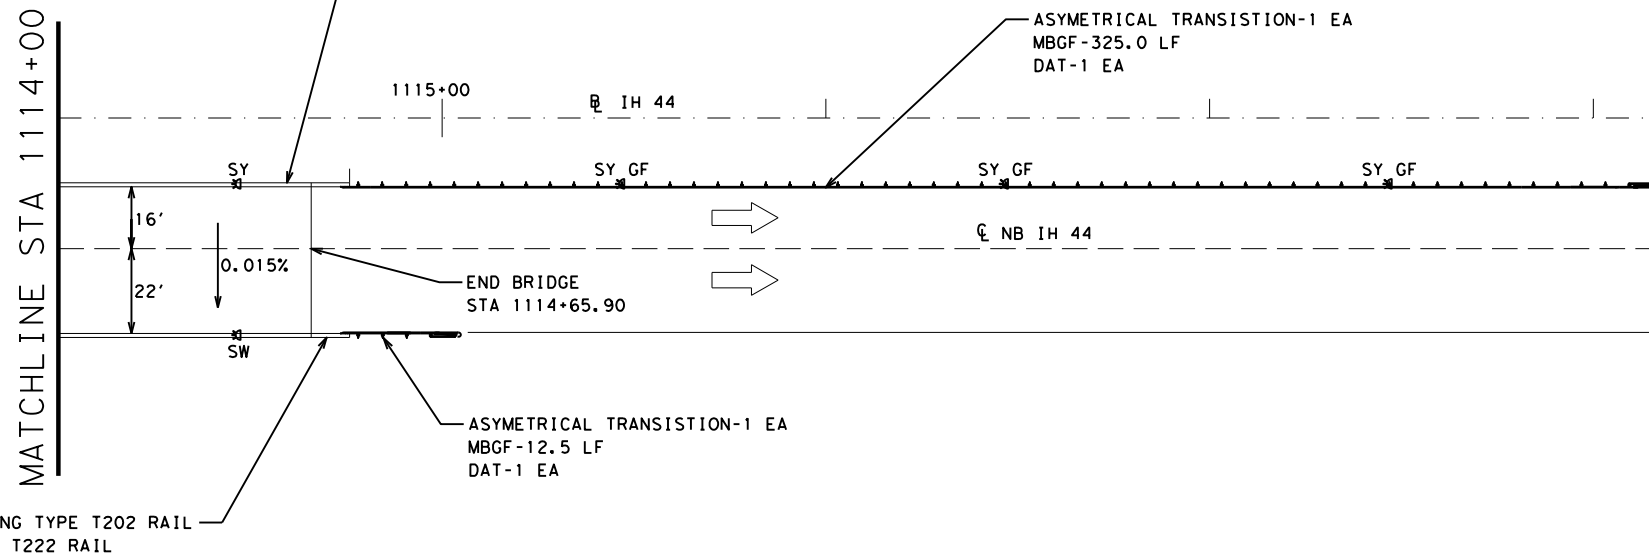 MATCHLINE STA 1114+00
ASYMETRICAL TRANSISTION-1 EA
MBGF-325.0 LF
DAT-1 EA
1115+00
BL IH 44
SY
SY GF
SY GF
SY GF
16'
℄ NB IH 44
0.015%
22'
END BRIDGE
STA 1114+65.90
SW
ASYMETRICAL TRANSISTION-1 EA
MBGF-12.5 LF
DAT-1 EA
NG TYPE T202 RAIL
T222 RAIL